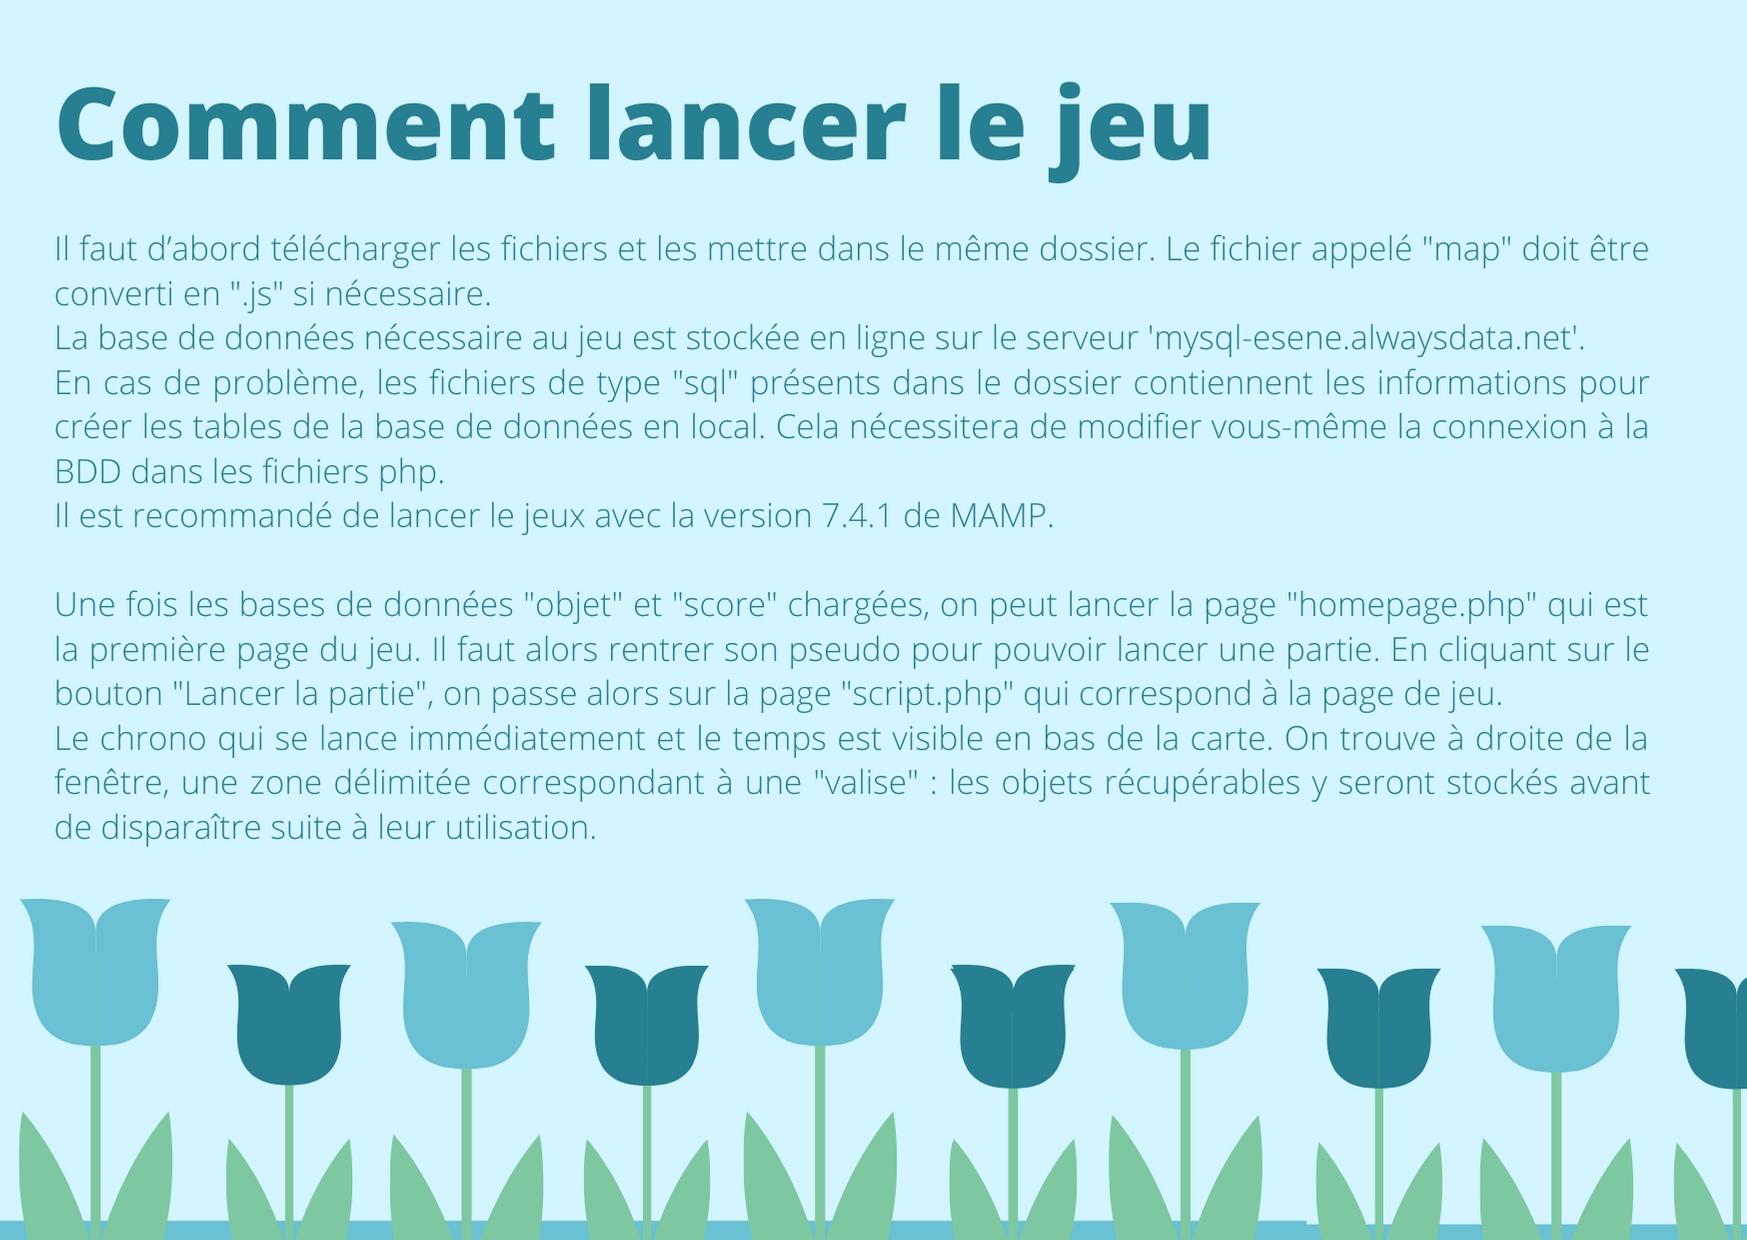 Comment lancer le jeu
Il faut d’abord télécharger les fichiers et les mettre dans le même dossier. Le fichier appelé "map" doit être
converti en ".js" si nécessaire.
La base de données nécessaire au jeu est stockée en ligne sur le serveur 'mysql-esene.alwaysdata.net'.
En cas de problème, les fichiers de type "sql" présents dans le dossier contiennent les informations pour
créer les tables de la base de données en local. Cela nécessitera de modifier vous-même la connexion à la
BDD dans les fichiers php.
Il est recommandé de lancer le jeux avec la version 7.4.1 de MAMP.
Une fois les bases de données "objet" et "score" chargées, on peut lancer la page "homepage.php" qui est
la première page du jeu. Il faut alors rentrer son pseudo pour pouvoir lancer une partie. En cliquant sur le
bouton "Lancer la partie", on passe alors sur la page "script.php" qui correspond à la page de jeu.
Le chrono qui se lance immédiatement et le temps est visible en bas de la carte. On trouve à droite de la
fenêtre, une zone délimitée correspondant à une "valise" : les objets récupérables y seront stockés avant
de disparaître suite à leur utilisation.